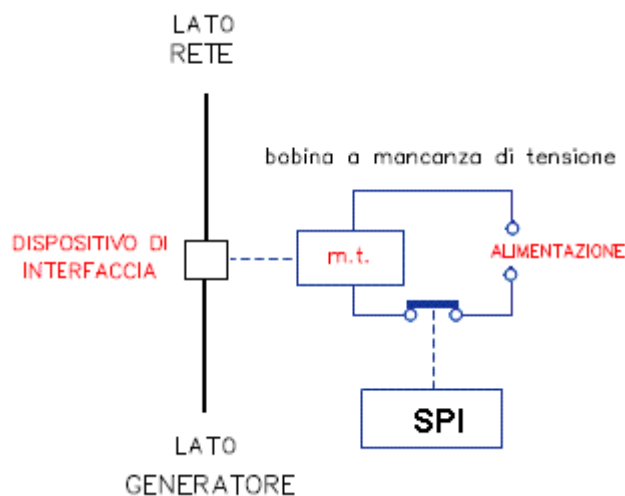 LATO
RETE
bobina a mancanza di tensione
DISPOSITIVO DI
INTERFACCIA
m.t.
ALIMENTAZIONE
SPI
LATO
GENERATORE